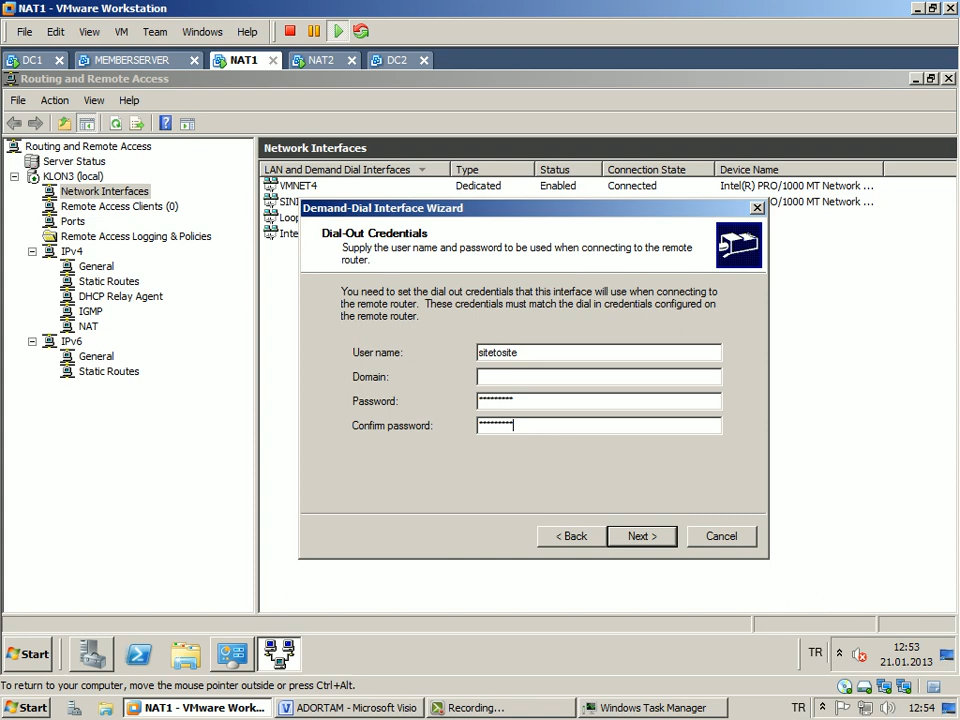 NAT1 - VMware Workstation
File Edit View VM Team Windows Help
DC1 MEMBERSERVER NAT1 NAT2 DC2
Routing and Remote Access
File Action View Help
Routing and Remote Access
Server Status
KLON3 (local)
Network Interfaces
Remote Access Clients (0)
Ports
Remote Access Logging & Policies
IPv4
General
Static Routes
DHCP Relay Agent
IGMP
NAT
IPv6
General
Static Routes
Network Interfaces
LAN and Demand Dial Interfaces Type Status Connection State Device Name
VMNET4 Dedicated Enabled Connected Intel(R) PRO/1000 MT Network ...
) PRO/1000 MT Network ...
Demand-Dial Interface Wizard
Dial-Out Credentials
Supply the user name and password to be used when connecting to the remote
router.
You need to set the dial out credentials that this interface will use when connecting to
the remote router. These credentials must match the dial in credentials configured on
the remote router.
User name: sitetosite
Domain:
Password: *********
Confirm password: *********
< Back Next > Cancel
Start TR 12:53
21.01.2013
To return to your computer, move the mouse pointer outside or press Ctrl+Alt.
Start NAT1 - VMware Work... ADORTAM - Microsoft Visio Recording... Windows Task Manager TR 12:54